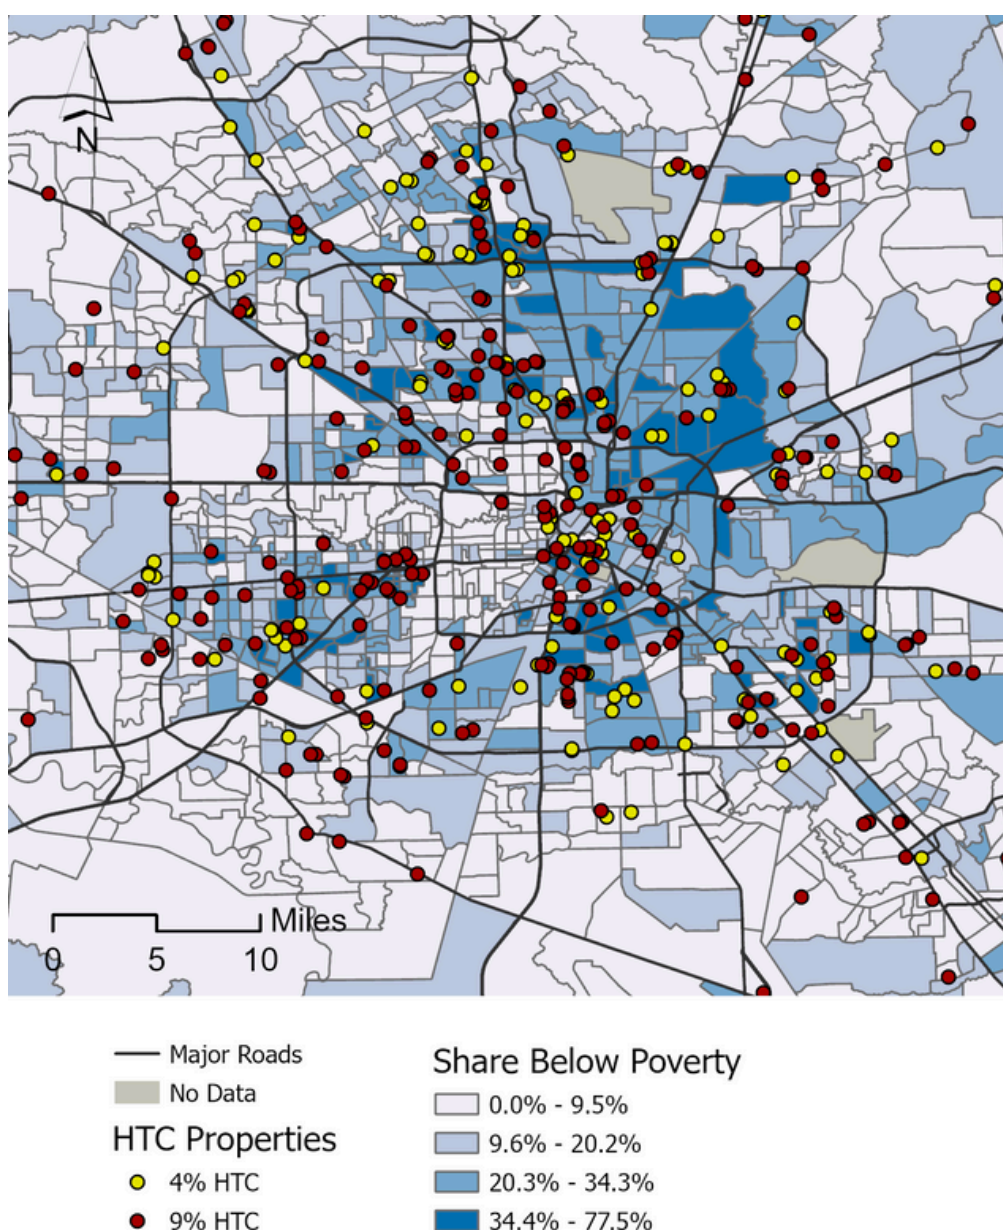 N
Miles
0 5 10
Major Roads
No Data
HTC Properties
4% HTC
9% HTC
Share Below Poverty
0.0% - 9.5%
9.6% - 20.2%
20.3% - 34.3%
34.4% - 77.5%